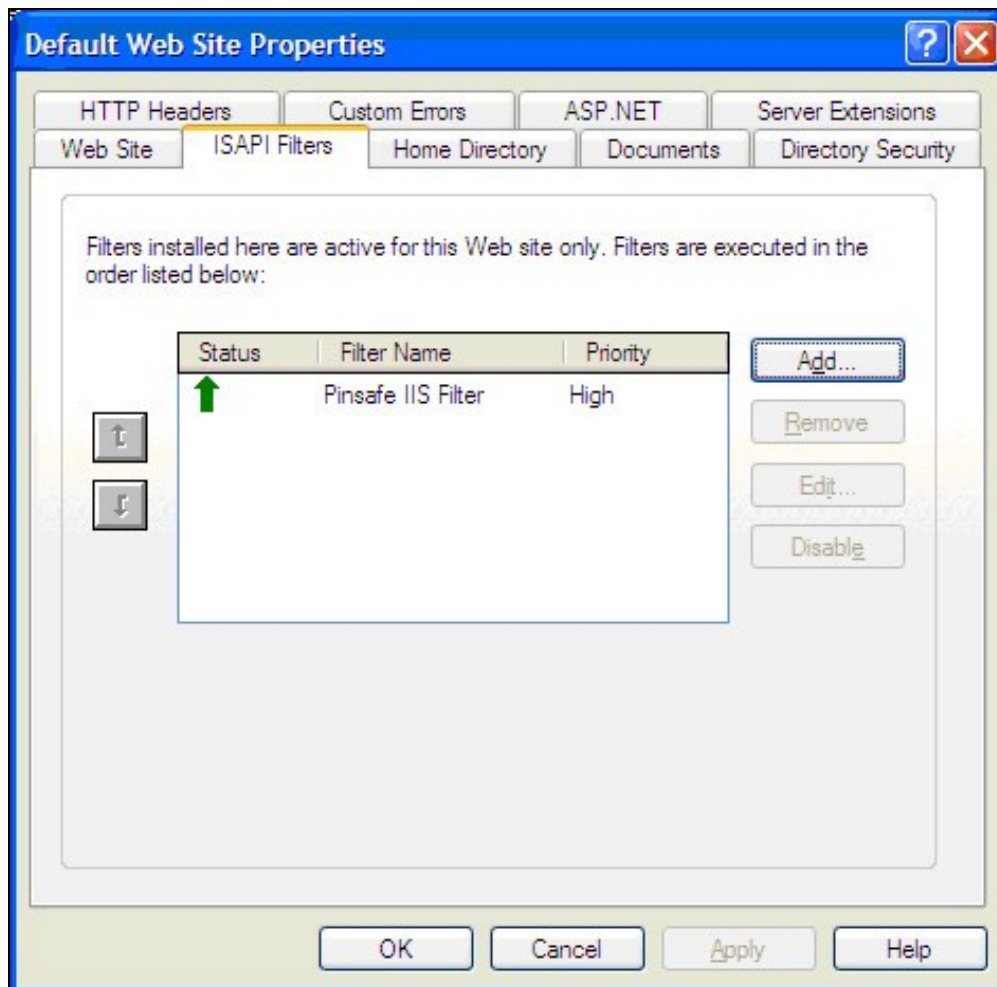 Default Web Site Properties
HTTP Headers Custom Errors ASP.NET Server Extensions
Web Site ISAPI Filters Home Directory Documents Directory Security
Filters installed here are active for this Web site only. Filters are executed in the
order listed below:
Status Filter Name Priority
Pinsafe IIS Filter High
Add...
Remove
Edit...
Disable
OK Cancel Apply Help